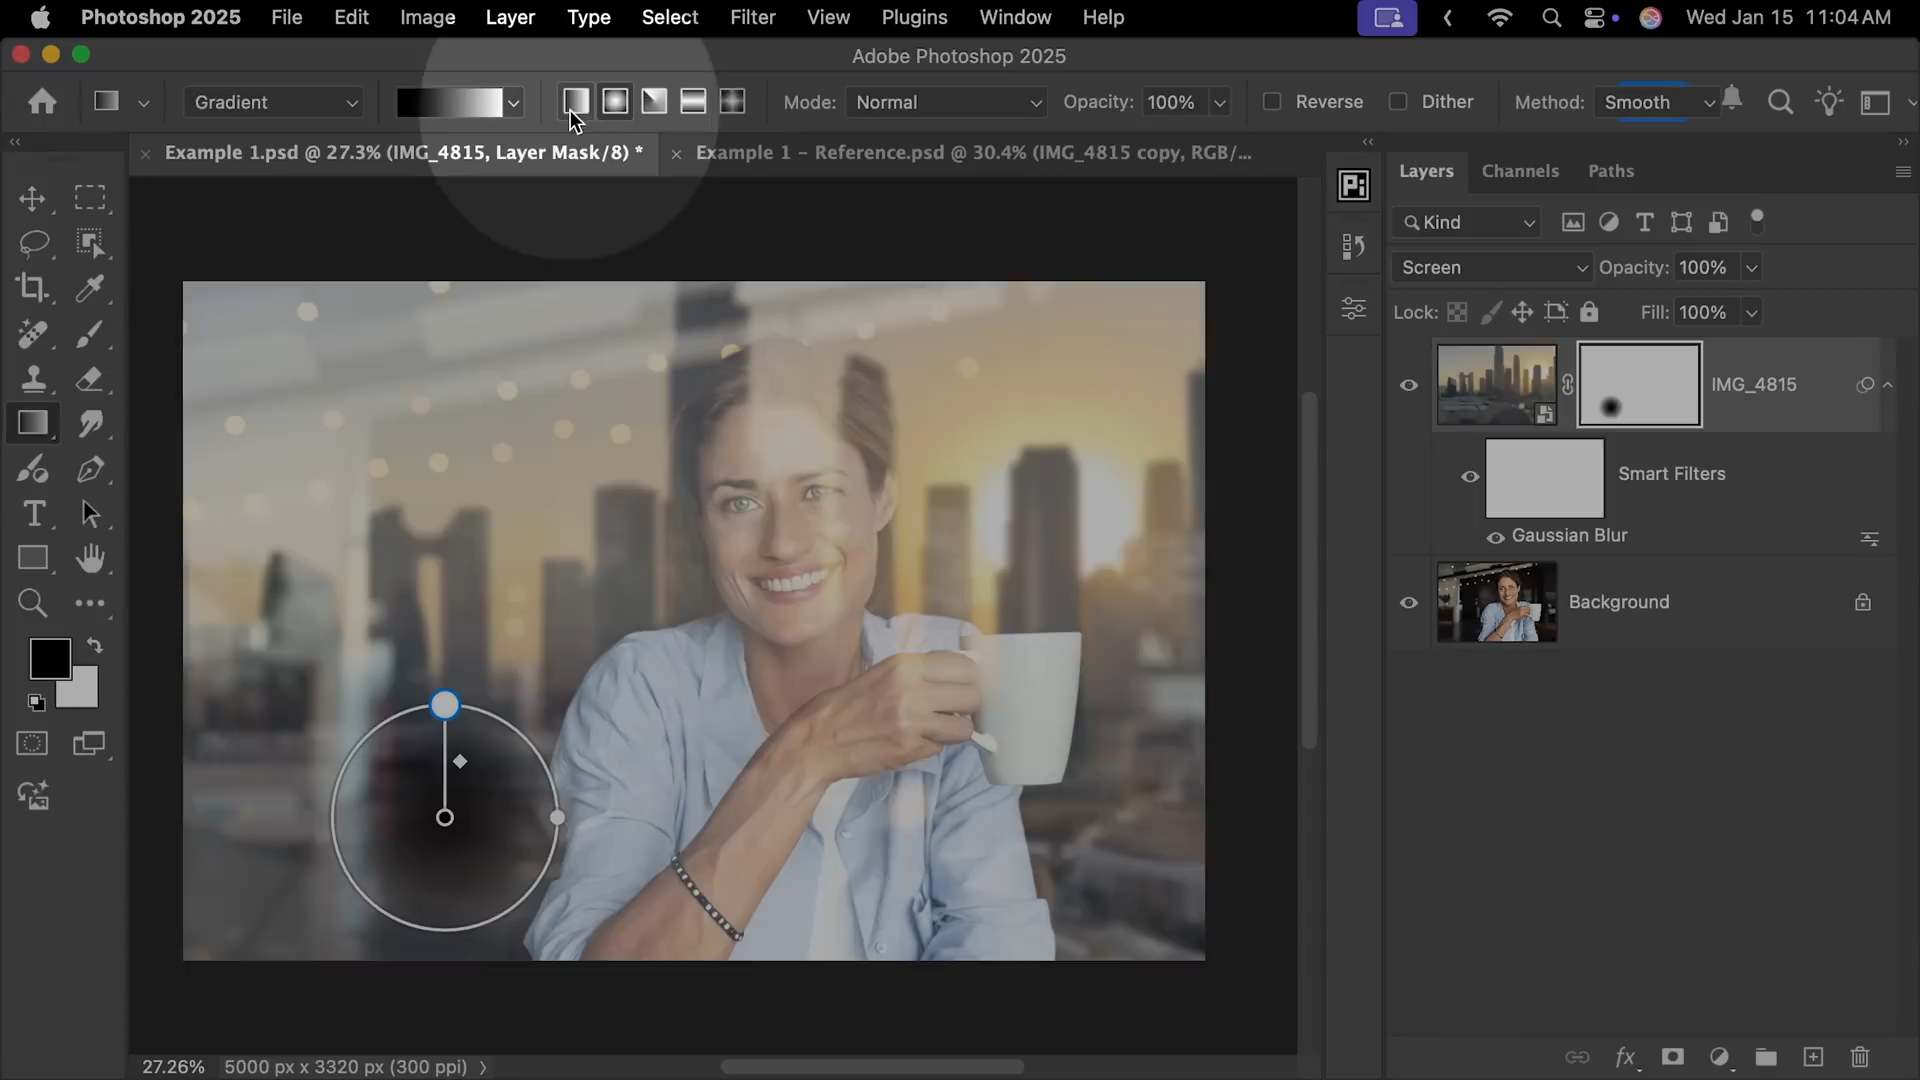 Photoshop 2025 File Edit Image Layer Type Select Filter View Plugins Window Help Wed Jan 15 11:04 AM
Adobe Photoshop 2025
Gradient Mode: Normal Opacity: 100% Reverse Dither Method: Smooth
Example 1.psd @ 27.3% (IMG_4815, Layer Mask/8) * Example 1 – Reference.psd @ 30.4% (IMG_4815 copy, RGB/...
Layers Channels Paths
Kind
Screen Opacity: 100%
Lock: Fill: 100%
IMG_4815
Smart Filters
Gaussian Blur
Background
27.26% 5000 px x 3320 px (300 ppi)